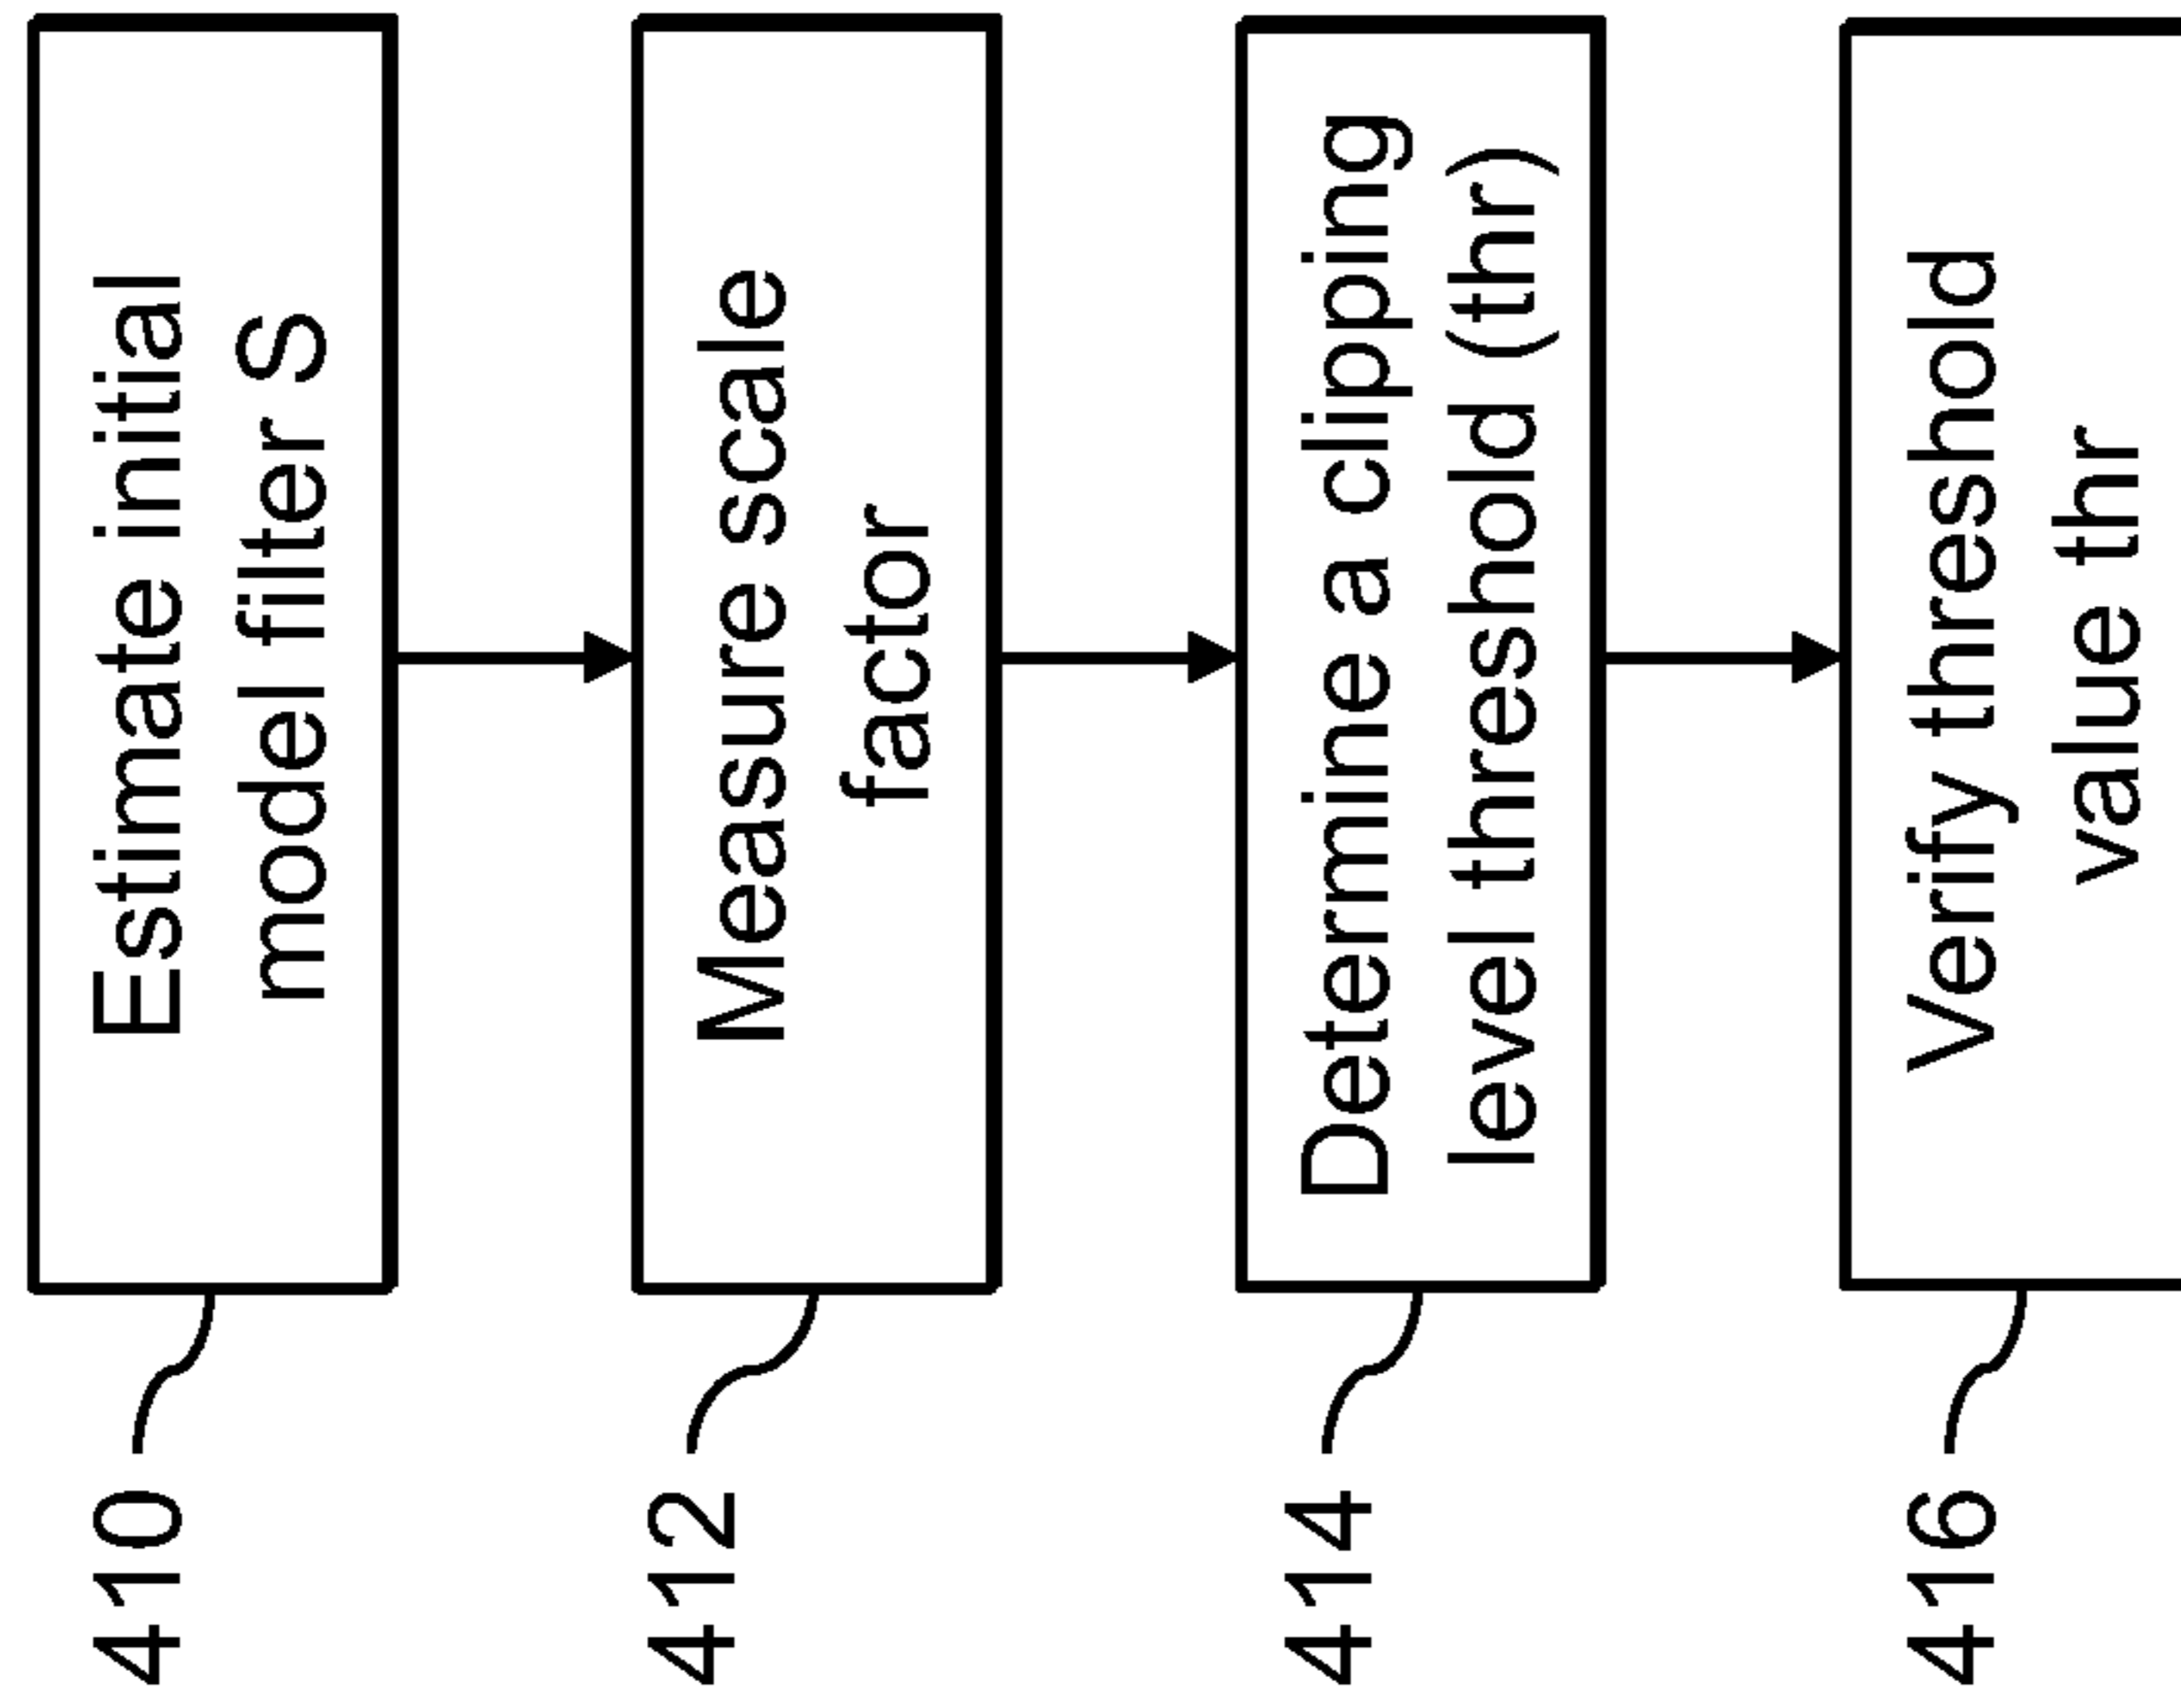 410
Estimate initial
model filter S
412
Measure scale
factor
414
Determine a clipping
level threshold (thr)
416
Verify threshold
value thr